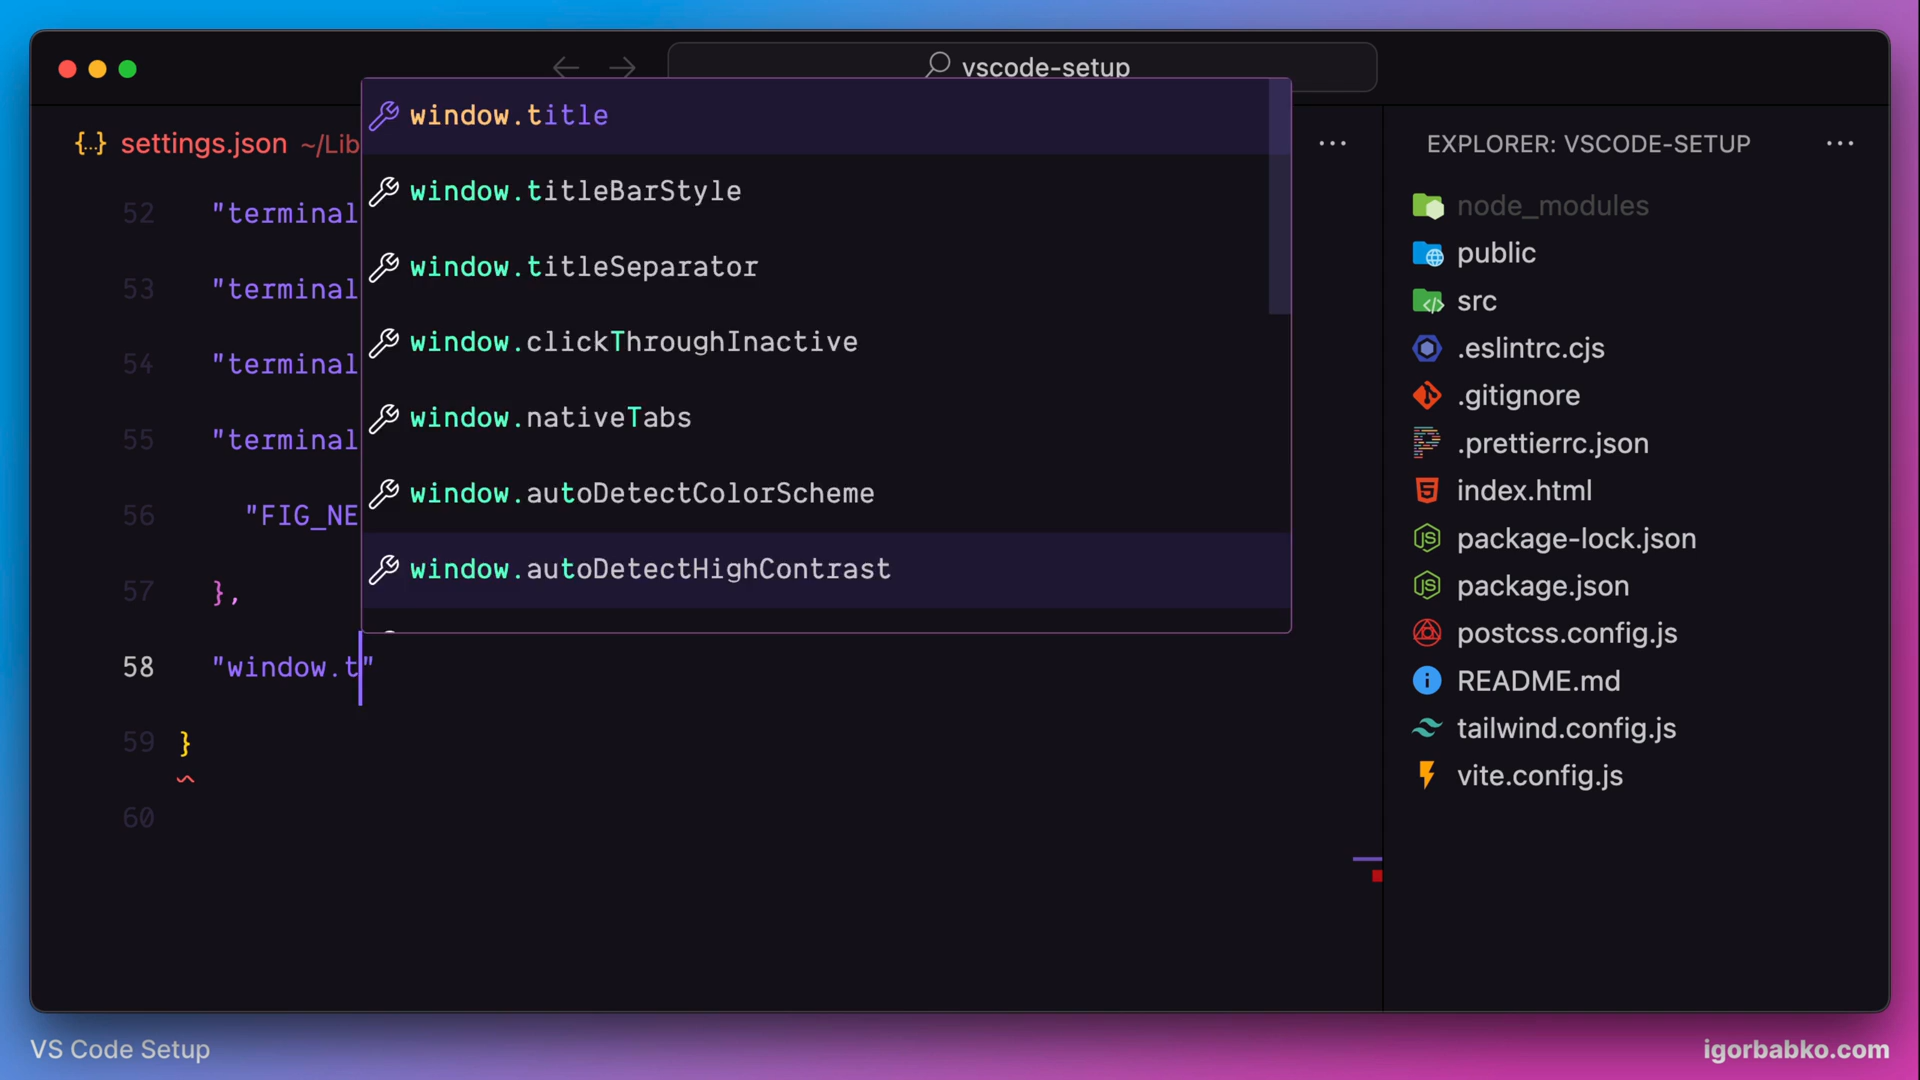 vscode-setup
{..} settings.json ~/Lib
52 "terminal
53 "terminal
54 "terminal
55 "terminal
56 "FIG_NE
57 },
58 "window.t"
59 }
60
window.title
window.titleBarStyle
window.titleSeparator
window.clickThroughInactive
window.nativeTabs
window.autoDetectColorScheme
window.autoDetectHighContrast
EXPLORER: VSCODE-SETUP
node_modules
public
src
.eslintrc.cjs
.gitignore
.prettierrc.json
index.html
package-lock.json
package.json
postcss.config.js
README.md
tailwind.config.js
vite.config.js
VS Code Setup
igorbabko.com